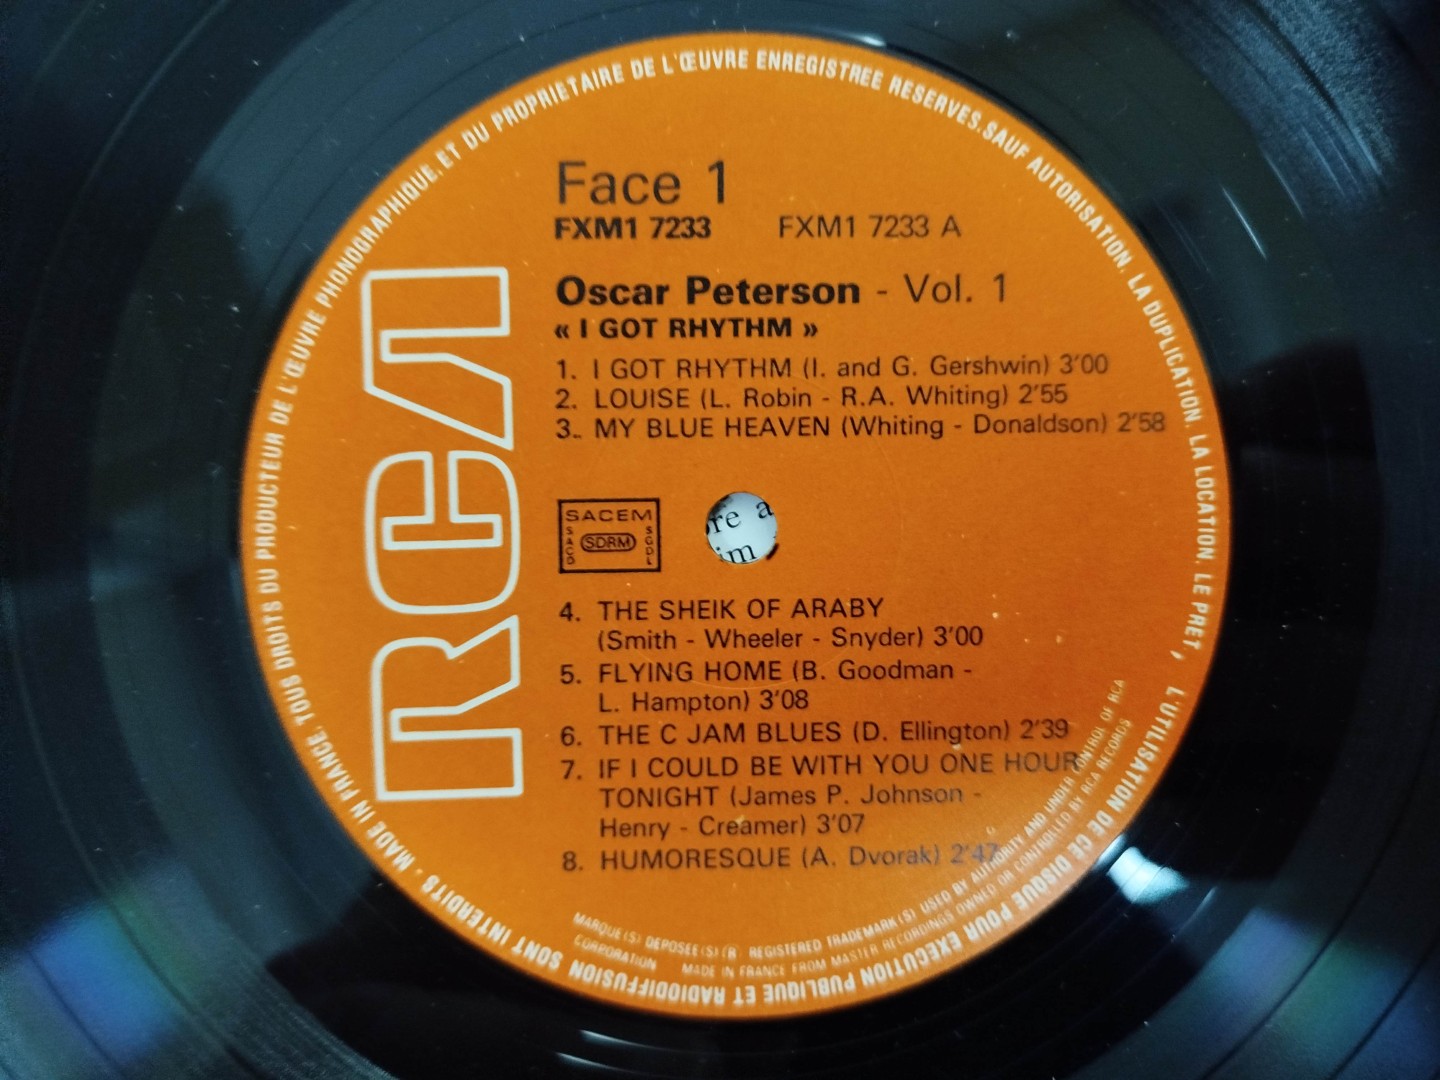 Face 1
FXM1 7233 FXM1 7233 A
Oscar Peterson - Vol. 1
« I GOT RHYTHM »
1. I GOT RHYTHM (I. and G. Gershwin) 3'00
2. LOUISE (L. Robin - R.A. Whiting) 2'55
3. MY BLUE HEAVEN (Whiting - Donaldson) 2'58
RCA
SACEM
SACD SDRM SGDL
re a
im
4. THE SHEIK OF ARABY
(Smith - Wheeler - Snyder) 3'00
5. FLYING HOME (B. Goodman -
L. Hampton) 3'08
6. THE C JAM BLUES (D. Ellington) 2'39
7. IF I COULD BE WITH YOU ONE HOUR
TONIGHT (James P. Johnson -
Henry - Creamer) 3'07
8. HUMORESQUE (A. Dvorak) 2'47
MARQUE(S) DEPOSEE(S) ® REGISTERED TRADEMARK(S) USED BY AUTHORITY AND UNDER CONTROL OF RCA
CORPORATION MADE IN FRANCE FROM MASTER RECORDINGS OWNED OR CONTROLLED BY RCA RECORDS
MADE IN FRANCE. TOUS DROITS DU PRODUCTEUR DE L'ŒUVRE PHONOGRAPHIQUE, ET DU PROPRIETAIRE DE L'ŒUVRE ENREGISTREE RESERVES. SAUF AUTORISATION, LA DUPLICATION, LA LOCATION, LE PRET, L'UTILISATION DE CE DISQUE POUR EXECUTION PUBLIQUE ET RADIODIFFUSION SONT INTERDITS -